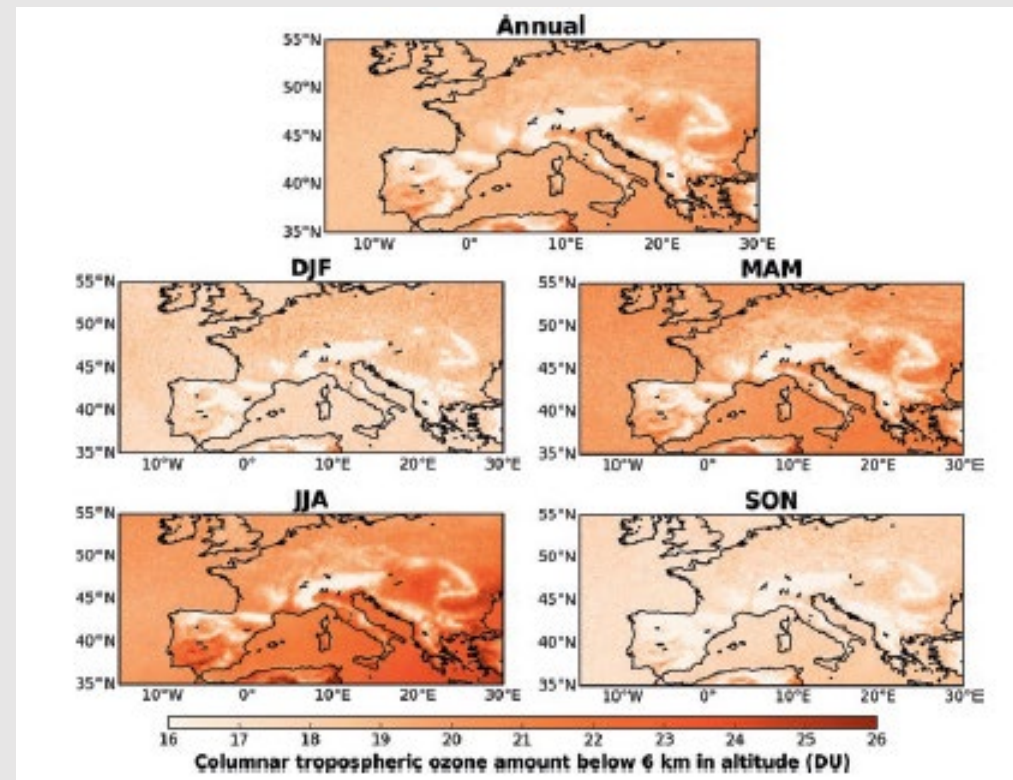 Annual
55°N
50°N
45°N
40°N
35°N
10°W 0° 10°E 20°E 30°E
DJF
MAM
55°N
50°N
45°N
40°N
35°N
10°W 0° 10°E 20°E 30°E
55°N
50°N
45°N
40°N
35°N
10°W 0° 10°E 20°E 30°E
JJA
SON
55°N
50°N
45°N
40°N
35°N
10°W 0° 10°E 20°E 30°E
55°N
50°N
45°N
40°N
35°N
10°W 0° 10°E 20°E 30°E
16 17 18 19 20 21 22 23 24 25 26
Columnar tropospheric ozone amount below 6 km in altitude (DU)